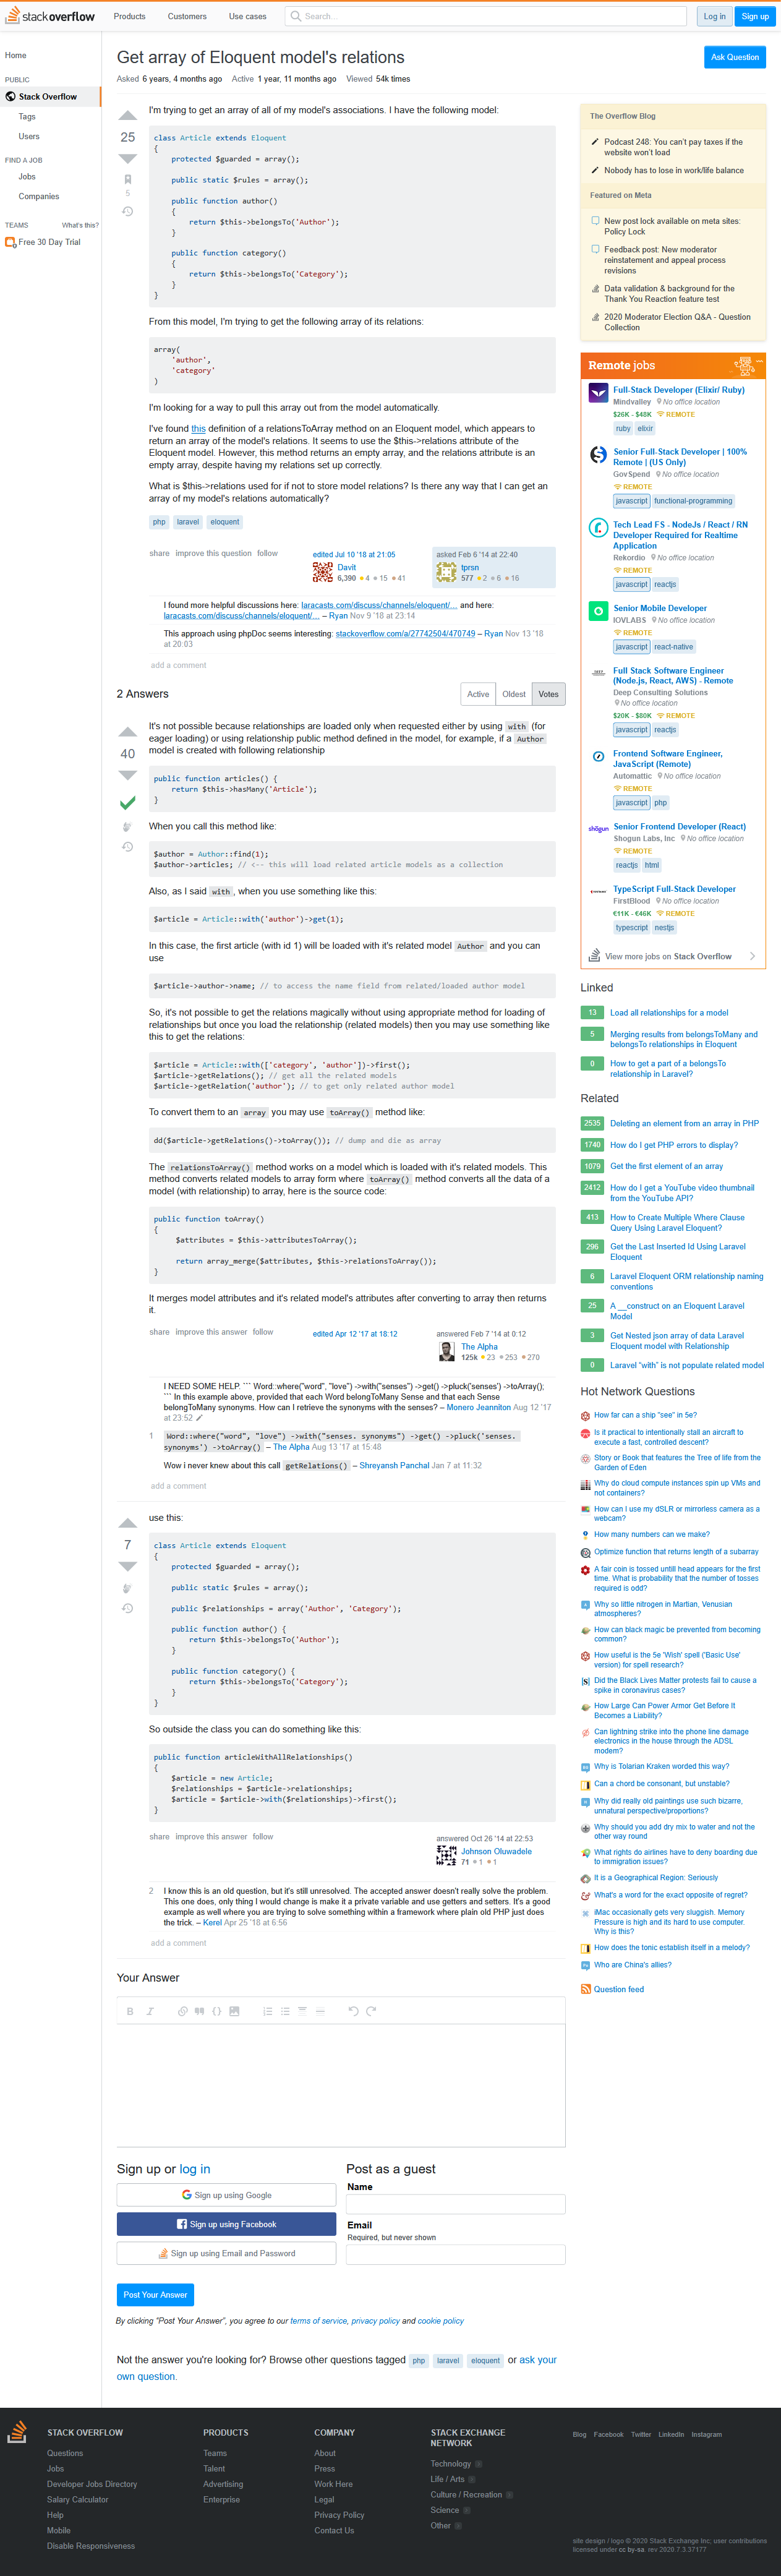 stack overflow
Products
Customers
Use cases
Search…
Log in
Sign up
Home
PUBLIC
Stack Overflow
Tags
Users
FIND A JOB
Jobs
Companies
TEAMS
What's this?
Free 30 Day Trial
Get array of Eloquent model's relations
Ask Question
Asked 6 years, 4 months ago Active 1 year, 11 months ago Viewed 54k times
25
5
I'm trying to get an array of all of my model's associations. I have the following model:
class Article extends Eloquent
{
    protected $guarded = array();

    public static $rules = array();

    public function author()
    {
        return $this->belongsTo('Author');
    }

    public function category()
    {
        return $this->belongsTo('Category');
    }
}
From this model, I'm trying to get the following array of its relations:
array(
    'author',
    'category'
)
I'm looking for a way to pull this array out from the model automatically.
I've found this definition of a relationsToArray method on an Eloquent model, which appears to
return an array of the model's relations. It seems to use the $this->relations attribute of the
Eloquent model. However, this method returns an empty array, and the relations attribute is an
empty array, despite having my relations set up correctly.
What is $this->relations used for if not to store model relations? Is there any way that I can get an
array of my model's relations automatically?
php laravel eloquent
share improve this question follow
edited Jul 10 '18 at 21:05
Davit
6,390 4 15 41
asked Feb 6 '14 at 22:40
tprsn
577 2 6 16
I found more helpful discussions here: laracasts.com/discuss/channels/eloquent/… and here:
laracasts.com/discuss/channels/eloquent/… – Ryan Nov 9 '18 at 23:14
This approach using phpDoc seems interesting: stackoverflow.com/a/27742504/470749 – Ryan Nov 13 '18
at 20:03
add a comment
2 Answers
Active Oldest Votes
40
It's not possible because relationships are loaded only when requested either by using with (for
eager loading) or using relationship public method defined in the model, for example, if a Author
model is created with following relationship
public function articles() {
    return $this->hasMany('Article');
}
When you call this method like:
$author = Author::find(1);
$author->articles; // <-- this will load related article models as a collection
Also, as I said with, when you use something like this:
$article = Article::with('author')->get(1);
In this case, the first article (with id 1) will be loaded with it's related model Author and you can
use
$article->author->name; // to access the name field from related/loaded author model
So, it's not possible to get the relations magically without using appropriate method for loading of
relationships but once you load the relationship (related models) then you may use something like
this to get the relations:
$article = Article::with(['category', 'author'])->first();
$article->getRelations(); // get all the related models
$article->getRelation('author'); // to get only related author model
To convert them to an array you may use toArray() method like:
dd($article->getRelations()->toArray()); // dump and die as array
The relationsToArray() method works on a model which is loaded with it's related models. This
method converts related models to array form where toArray() method converts all the data of a
model (with relationship) to array, here is the source code:
public function toArray()
{
     $attributes = $this->attributesToArray();

     return array_merge($attributes, $this->relationsToArray());
}
It merges model attributes and it's related model's attributes after converting to array then returns
it.
share improve this answer follow
edited Apr 12 '17 at 18:12
answered Feb 7 '14 at 0:12
The Alpha
125k 23 253 270
I NEED SOME HELP. ``` Word::where("word", "love") ->with("senses") ->get() ->pluck('senses') ->toArray();
``` In this example above, provided that each Word belongToMany Sense and that each Sense
belongToMany synonyms. How can I retrieve the synonyms with the senses? – Monero Jeanniton Aug 12 '17
at 23:52
1
Word::where("word", "love") ->with("senses. synonyms") ->get() ->pluck('senses.
synonyms') ->toArray() – The Alpha Aug 13 '17 at 15:48
Wow i never knew about this call getRelations() – Shreyansh Panchal Jan 7 at 11:32
add a comment
7
use this:
class Article extends Eloquent
{
    protected $guarded = array();

    public static $rules = array();

    public $relationships = array('Author', 'Category');

    public function author() {
        return $this->belongsTo('Author');
    }

    public function category() {
        return $this->belongsTo('Category');
    }
}
So outside the class you can do something like this:
public function articleWithAllRelationships()
{
    $article = new Article;
    $relationships = $article->relationships;
    $article = $article->with($relationships)->first();
}
share improve this answer follow
answered Oct 26 '14 at 22:53
Johnson Oluwadele
71 1 1
2
I know this is an old question, but it's still unresolved. The accepted answer doesn't really solve the problem.
This one does, only thing I would change is make it a private variable and use getters and setters. It's a good
example as well where you are trying to solve something within a framework where plain old PHP just does
the trick. – Kerel Apr 25 '18 at 6:56
add a comment
Your Answer
B I
Sign up or log in
Sign up using Google
Sign up using Facebook
Sign up using Email and Password
Post as a guest
Name
Email
Required, but never shown
Post Your Answer
By clicking "Post Your Answer", you agree to our terms of service, privacy policy and cookie policy
Not the answer you're looking for? Browse other questions tagged php laravel eloquent or ask your
own question.
The Overflow Blog
Podcast 248: You can't pay taxes if the
website won't load
Nobody has to lose in work/life balance
Featured on Meta
New post lock available on meta sites:
Policy Lock
Feedback post: New moderator
reinstatement and appeal process
revisions
Data validation & background for the
Thank You Reaction feature test
2020 Moderator Election Q&A - Question
Collection
Remote jobs
Full-Stack Developer (Elixir/ Ruby)
Mindvalley No office location
$26K - $48K REMOTE
ruby elixir
Senior Full-Stack Developer | 100%
Remote | (US Only)
GovSpend No office location
REMOTE
javascript functional-programming
Tech Lead FS - NodeJs / React / RN
Developer Required for Realtime
Application
Rekordio No office location
REMOTE
javascript reactjs
Senior Mobile Developer
IOVLABS No office location
REMOTE
javascript react-native
Full Stack Software Engineer
(Node.js, React, AWS) - Remote
Deep Consulting Solutions
No office location
$20K - $80K REMOTE
javascript reactjs
Frontend Software Engineer,
JavaScript (Remote)
Automattic No office location
REMOTE
javascript php
shogun
Senior Frontend Developer (React)
Shogun Labs, Inc No office location
REMOTE
reactjs html
TypeScript Full-Stack Developer
FirstBlood No office location
€11K - €46K REMOTE
typescript nestjs
View more jobs on Stack Overflow
Linked
13 Load all relationships for a model
5 Merging results from belongsToMany and
belongsTo relationships in Eloquent
0 How to get a part of a belongsTo
relationship in Laravel?
Related
2535 Deleting an element from an array in PHP
1740 How do I get PHP errors to display?
1079 Get the first element of an array
2412 How do I get a YouTube video thumbnail
from the YouTube API?
413 How to Create Multiple Where Clause
Query Using Laravel Eloquent?
296 Get the Last Inserted Id Using Laravel
Eloquent
6 Laravel Eloquent ORM relationship naming
conventions
25 A __construct on an Eloquent Laravel
Model
3 Get Nested json array of data Laravel
Eloquent model with Relationship
0 Laravel "with" is not populate related model
Hot Network Questions
How far can a ship "see" in 5e?
Is it practical to intentionally stall an aircraft to
execute a fast, controlled descent?
Story or Book that features the Tree of life from the
Garden of Eden
Why do cloud compute instances spin up VMs and
not containers?
How can I use my dSLR or mirrorless camera as a
webcam?
How many numbers can we make?
Optimize function that returns length of a subarray
A fair coin is tossed untill head appears for the first
time. What is probability that the number of tosses
required is odd?
Why so little nitrogen in Martian, Venusian
atmospheres?
How can black magic be prevented from becoming
common?
How useful is the 5e 'Wish' spell ('Basic Use'
version) for spell research?
Did the Black Lives Matter protests fail to cause a
spike in coronavirus cases?
How Large Can Power Armor Get Before It
Becomes a Liability?
Can lightning strike into the phone line damage
electronics in the house through the ADSL
modem?
Why is Tolarian Kraken worded this way?
Can a chord be consonant, but unstable?
Why did really old paintings use such bizarre,
unnatural perspective/proportions?
Why should you add dry mix to water and not the
other way round
What rights do airlines have to deny boarding due
to immigration issues?
It is a Geographical Region: Seriously
What's a word for the exact opposite of regret?
iMac occasionally gets very sluggish. Memory
Pressure is high and its hard to use computer.
Why is this?
How does the tonic establish itself in a melody?
Who are China's allies?
Question feed
STACK OVERFLOW
Questions
Jobs
Developer Jobs Directory
Salary Calculator
Help
Mobile
Disable Responsiveness
PRODUCTS
Teams
Talent
Advertising
Enterprise
COMPANY
About
Press
Work Here
Legal
Privacy Policy
Contact Us
STACK EXCHANGE
NETWORK
Technology
Life / Arts
Culture / Recreation
Science
Other
Blog Facebook Twitter LinkedIn Instagram
site design / logo © 2020 Stack Exchange Inc; user contributions
licensed under cc by-sa. rev 2020.7.3.37177